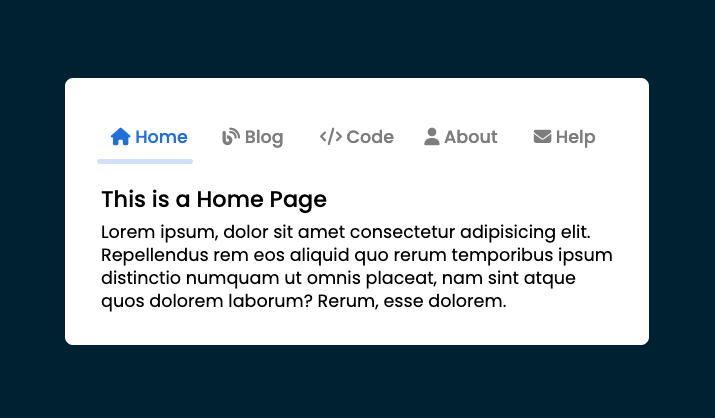 Home Blog Code About Help
This is a Home Page
Lorem ipsum, dolor sit amet consectetur adipisicing elit.
Repellendus rem eos aliquid quo rerum temporibus ipsum
distinctio numquam ut omnis placeat, nam sint atque
quos dolorem laborum? Rerum, esse dolorem.